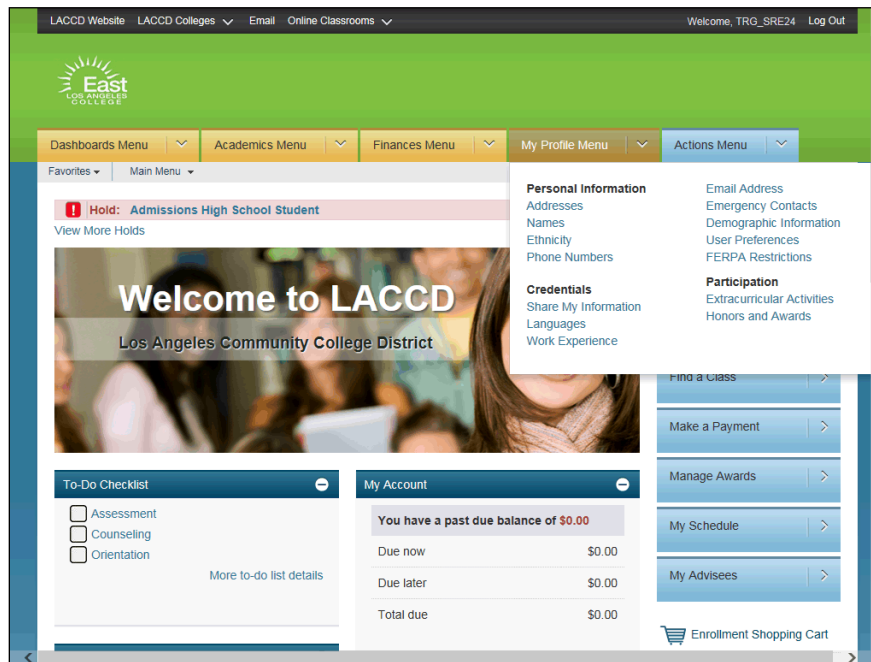 LACCD Website LACCD Colleges Email Online Classrooms Welcome, TRG_SRE24 Log Out
East
LOS ANGELES
COLLEGE
Dashboards Menu Academics Menu Finances Menu My Profile Menu Actions Menu
Favorites Main Menu
Personal Information
Addresses
Names
Ethnicity
Phone Numbers
Credentials
Share My Information
Languages
Work Experience
Email Address
Emergency Contacts
Demographic Information
User Preferences
FERPA Restrictions
Participation
Extracurricular Activities
Honors and Awards
! Hold: Admissions High School Student
View More Holds
Welcome to LACCD
Los Angeles Community College District
Find a Class
Make a Payment
Manage Awards
My Schedule
My Advisees
Enrollment Shopping Cart
To-Do Checklist
Assessment
Counseling
Orientation
More to-do list details
My Account
You have a past due balance of $0.00
Due now $0.00
Due later $0.00
Total due $0.00